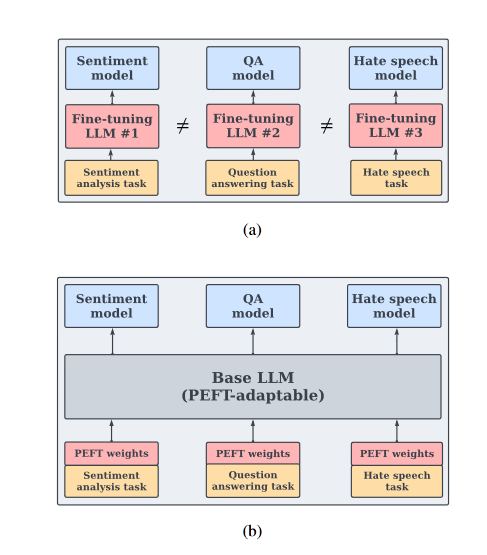 Sentiment model
QA model
Hate speech model
Fine-tuning LLM #1
≠
Fine-tuning LLM #2
≠
Fine-tuning LLM #3
Sentiment analysis task
Question answering task
Hate speech task
(a)
Sentiment model
QA model
Hate speech model
Base LLM
(PEFT-adaptable)
PEFT weights
PEFT weights
PEFT weights
Sentiment analysis task
Question answering task
Hate speech task
(b)